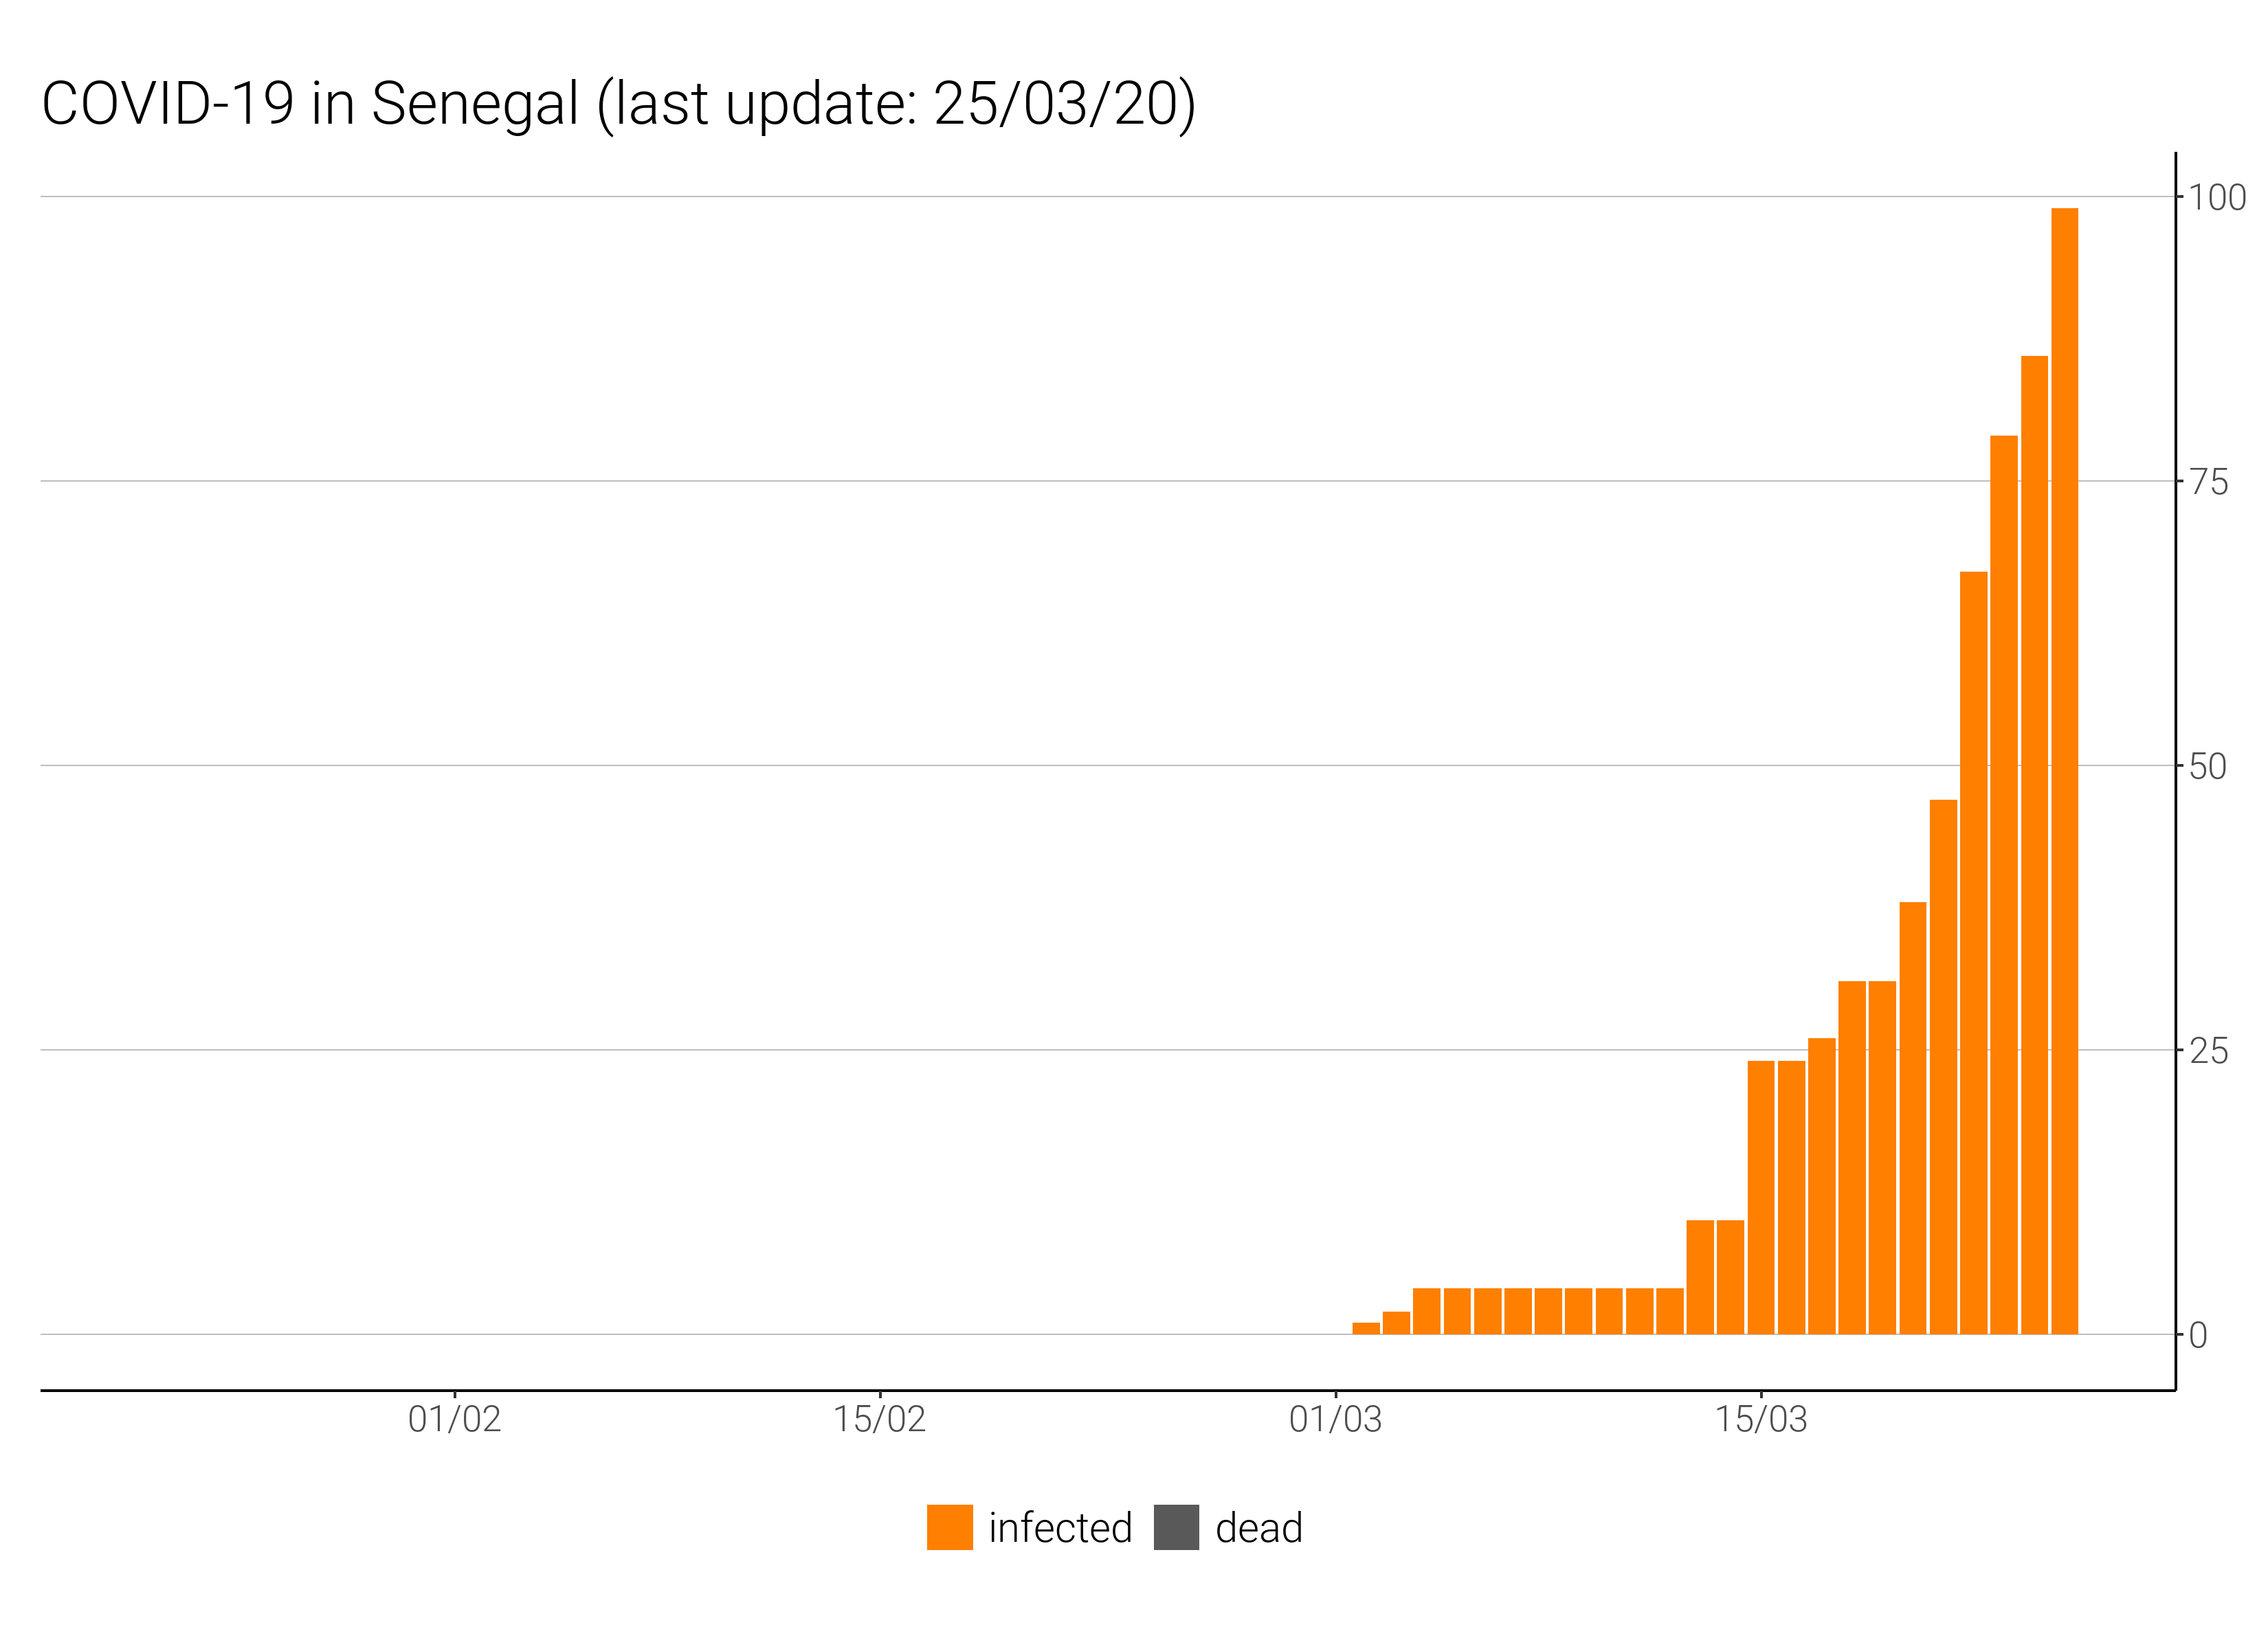 COVID-19 in Senegal (last update: 25/03/20)
100
75
50
25
0
01/02 15/02 01/03 15/03
infected dead